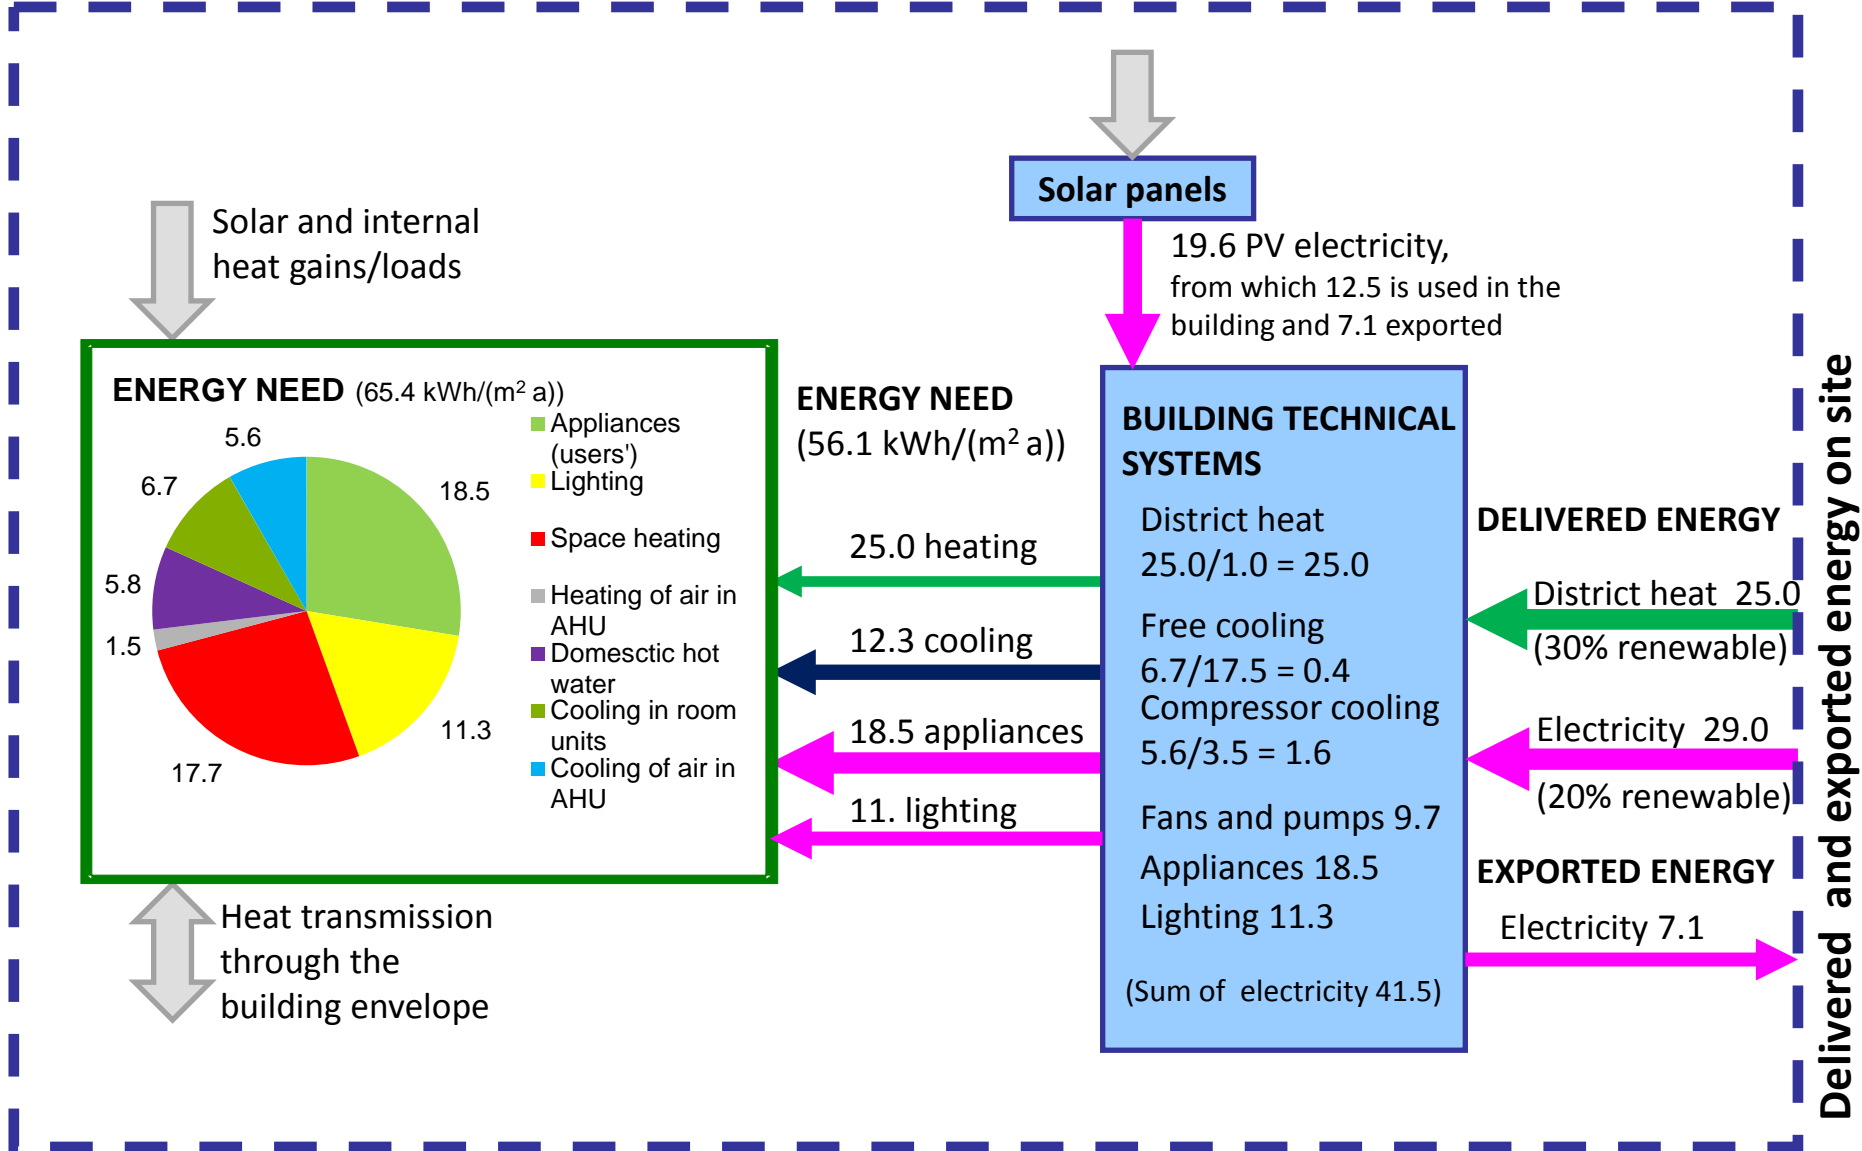 Solar panels
19.6 PV electricity,
from which 12.5 is used in the
building and 7.1 exported
Solar and internal
heat gains/loads
ENERGY NEED (65.4 kWh/(m² a))
5.6
6.7
18.5
5.8
1.5
11.3
17.7
Appliances
(users')
Lighting
Space heating
Heating of air in
AHU
Domesctic hot
water
Cooling in room
units
Cooling of air in
AHU
Heat transmission
through the
building envelope
ENERGY NEED
(56.1 kWh/(m² a))
25.0 heating
12.3 cooling
18.5 appliances
11. lighting
BUILDING TECHNICAL
SYSTEMS
District heat
25.0/1.0 = 25.0
Free cooling
6.7/17.5 = 0.4
Compressor cooling
5.6/3.5 = 1.6
Fans and pumps 9.7
Appliances 18.5
Lighting 11.3
(Sum of electricity 41.5)
DELIVERED ENERGY
District heat 25.0
(30% renewable)
Electricity 29.0
(20% renewable)
EXPORTED ENERGY
Electricity 7.1
Delivered and exported energy on site